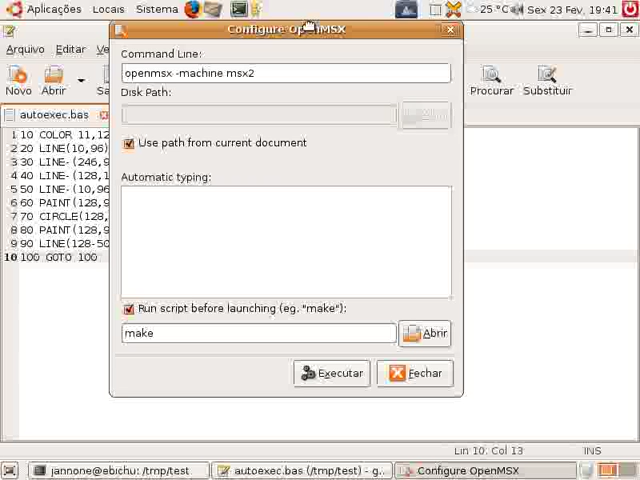 Aplicações Locais Sistema 25 °C Sex 23 Fev, 19:41
Configure OpenMSX
Arquivo Editar
Command Line:
openmsx -machine msx2
Disk Path:
Novo Abrir Procurar Substituir
autoexec.bas
Use path from current document
1 10 COLOR 11,12
2 20 LINE(10,96)
3 30 LINE-(246,9
4 40 LINE-(128,1
5 50 LINE-(10,96
6 60 PAINT(128,9
7 70 CIRCLE(128,
8 80 PAINT(128,9
9 90 LINE(128-50
10 100 GOTO 100
Automatic typing:
Run script before launching (eg. "make"):
make
Abrir
Executar Fechar
Lin 10, Col 13 INS
jannone@ebichu: /tmp/test autoexec.bas (/tmp/test) - g.. Configure OpenMSX